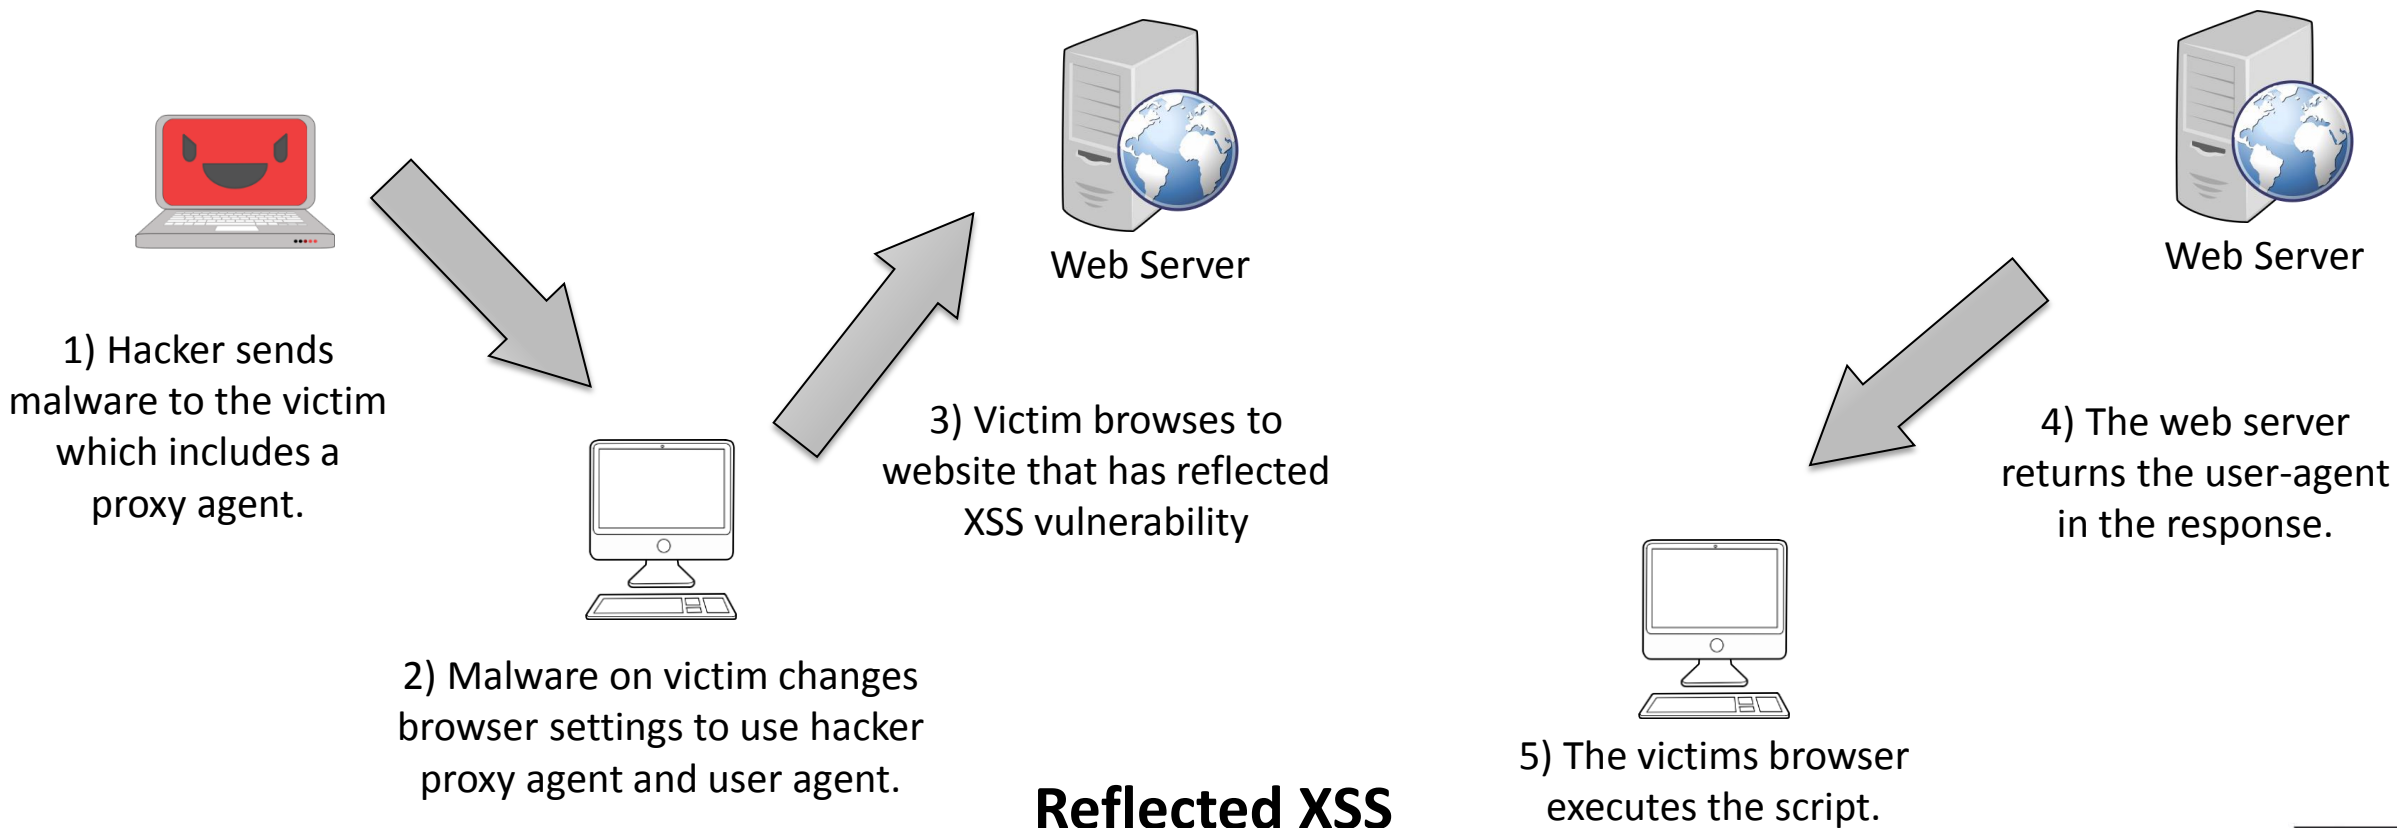 Web Server
Web Server
1) Hacker sends
malware to the victim
which includes a
proxy agent.
2) Malware on victim changes
browser settings to use hacker
proxy agent and user agent.
3) Victim browses to
website that has reflected
XSS vulnerability
4) The web server
returns the user-agent
in the response.
5) The victims browser
executes the script.
Reflected XSS